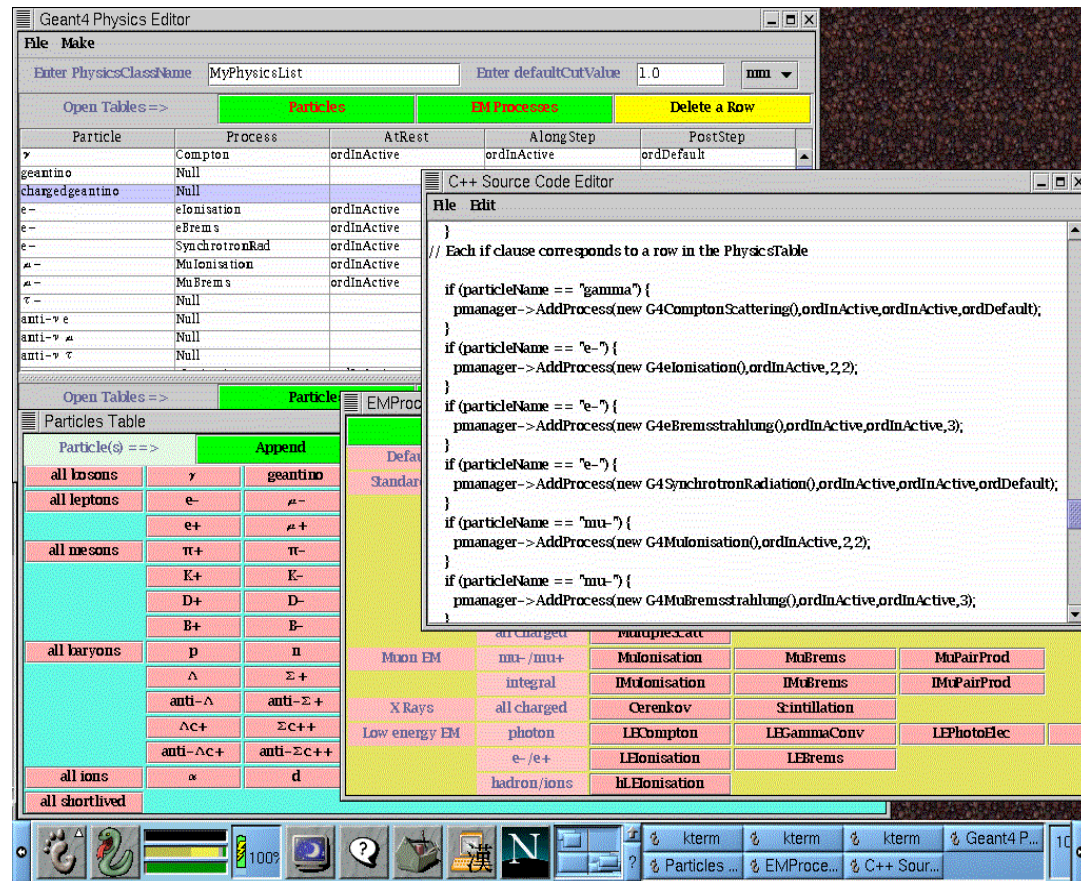 Geant4 Physics Editor
File Make
Enter PhysicsClassName MyPhysicsList Enter defaultCutValue 1.0 mm
Open Tables => Particles EM Processes Delete a Row
Particle Process AtRest AlongStep PostStep
γ Compton ordInActive ordInActive ordDefault
geantino Null
chargedgeantino Null
e- eIonisation ordInActive
e- eBrems ordInActive
e- SynchrotronRad ordInActive
μ- MuIonisation ordInActive
μ- MuBrems ordInActive
τ- Null
anti-ν e Null
anti-ν μ Null
anti-ν τ Null
Open Tables =>
C++ Source Code Editor
File Edit
}
// Each if clause corresponds to a row in the PhysicsTable
if (particleName == "gamma") {
pmanager->AddProcess(new G4ComptonScattering(),ordInActive,ordInActive,ordDefault);
}
if (particleName == "e-") {
pmanager->AddProcess(new G4eIonisation(),ordInActive,2,2);
}
if (particleName == "e-") {
pmanager->AddProcess(new G4eBremsstrahlung(),ordInActive,ordInActive,3);
}
if (particleName == "e-") {
pmanager->AddProcess(new G4SynchrotronRadiation(),ordInActive,ordInActive,ordDefault);
}
if (particleName == "mu-") {
pmanager->AddProcess(new G4MuIonisation(),ordInActive,2,2);
}
if (particleName == "mu-") {
pmanager->AddProcess(new G4MuBremsstrahlung(),ordInActive,ordInActive,3);
}
Particles Table
Particle(s) ==> Append
all bosons γ geantino
all leptons e- μ-
e+ μ+
all mesons π+ π-
K+ K-
D+ D-
B+ B-
all baryons p n
Λ Σ+
anti-Λ anti-Σ+
Λc+ Σc++
anti-Λc+ anti-Σc++
all ions α d
all shortlived
EMProc
all charged MultipleScatt
Muon EM mu-/mu+ MuIonisation MuBrems MuPairProd
integral IMuIonisation IMuBrems IMuPairProd
X Rays all charged Cerenkov Scintillation
Low energy EM photon LECompton LEGammaConv LEPhotoElec
e-/e+ LEIonisation LEBrems
hadron/ions hLEIonisation
100%
漢
N
?
kterm kterm kterm Geant4 P...
Particles ... EMProce... C++ Sour...